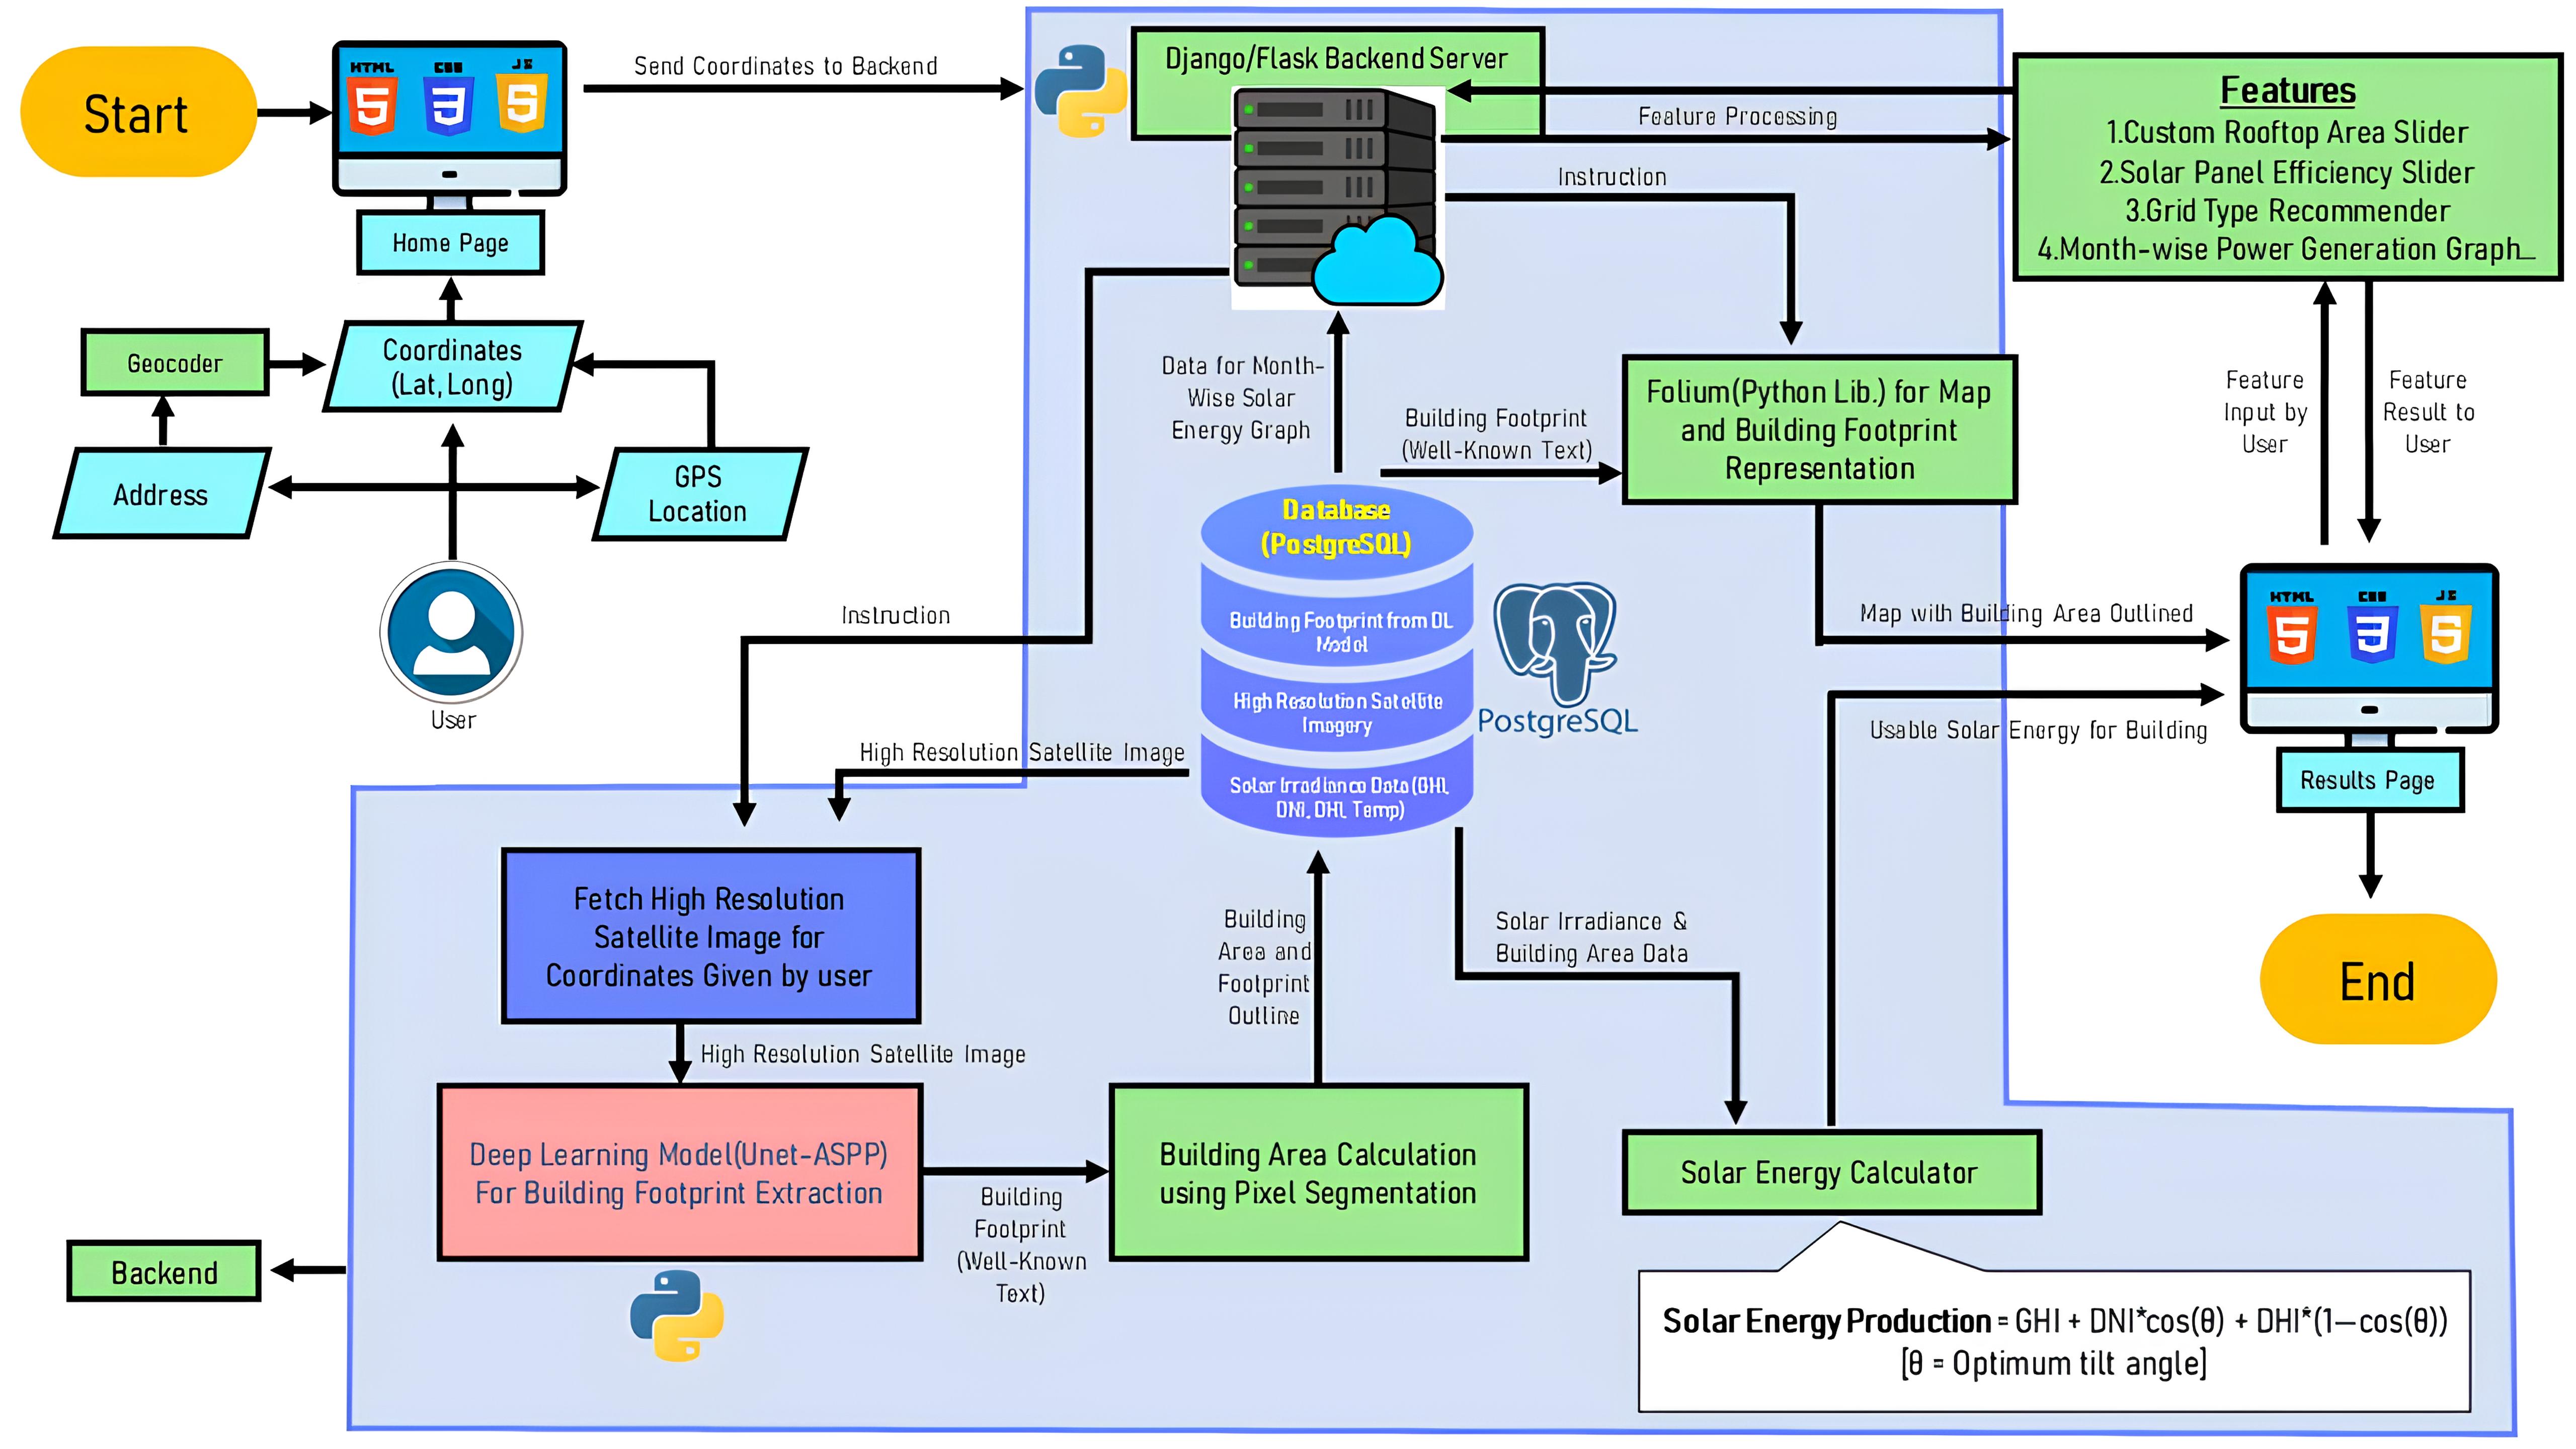 Start
HTML
CSS
JS
Home Page
Send Coordinates to Backend
Django/Flask Backend Server
Feature Processing
Features
1.Custom Rooftop Area Slider
2.Solar Panel Efficiency Slider
3.Grid Type Recommender
4.Month-wise Power Generation Graph
Instruction
Geocoder
Coordinates
(Lat, Long)
Address
GPS
Location
User
Data for Month-
Wise Solar
Energy Graph
Building Footprint
(Well-Known Text)
Folium(Python Lib.) for Map
and Building Footprint
Representation
Feature
Input by
User
Feature
Result to
User
Database
(PostgreSQL)
Building Footprint from DL
Model
High Resolution Satellite
Imagery
Solar Irradiance Data (GHI,
DNI, DHI, Temp)
PostgreSQL
Instruction
High Resolution Satellite Image
Map with Building Area Outlined
Usable Solar Energy for Building
HTML
CSS
JS
Results Page
End
Fetch High Resolution
Satellite Image for
Coordinates Given by user
High Resolution Satellite Image
Building
Area and
Footprint
Outline
Solar Irradiance &
Building Area Data
Deep Learning Model(Unet-ASPP)
For Building Footprint Extraction
Building
Footprint
(Well-Known
Text)
Building Area Calculation
using Pixel Segmentation
Solar Energy Calculator
Backend
Solar Energy Production = GHI + DNI*cos(θ) + DHI*(1-cos(θ))
[θ = Optimum tilt angle]